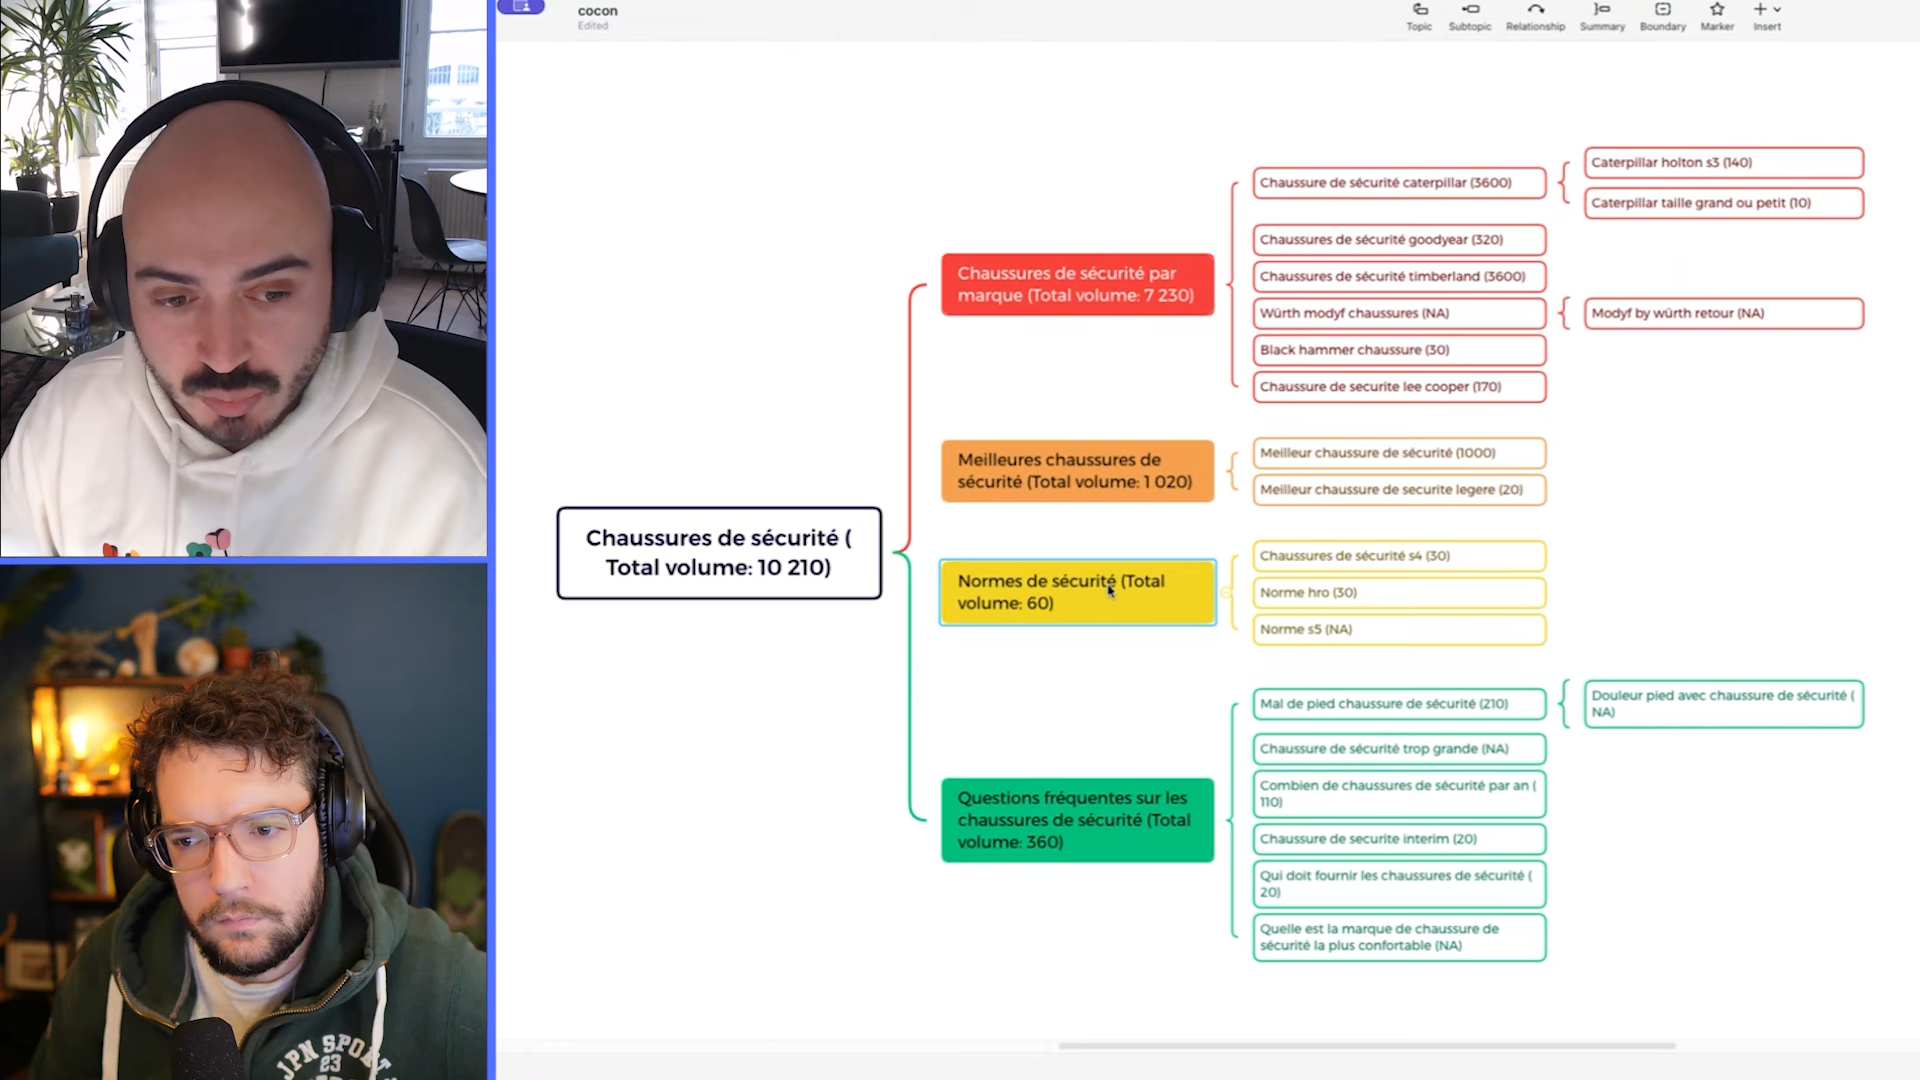 cocon
Edited
Topic
Subtopic
Relationship
Summary
Boundary
Marker
Insert
Chaussures de sécurité (
Total volume: 10 210)
Chaussures de sécurité par
marque (Total volume: 7 230)
Chaussure de sécurité caterpillar (3600)
Caterpillar holton s3 (140)
Caterpillar taille grand ou petit (10)
Chaussures de sécurité goodyear (320)
Chaussures de sécurité timberland (3600)
Würth modyf chaussures (NA)
Modyf by würth retour (NA)
Black hammer chaussure (30)
Chaussure de securite lee cooper (170)
Meilleures chaussures de
sécurité (Total volume: 1 020)
Meilleur chaussure de sécurité (1000)
Meilleur chaussure de securite legere (20)
Normes de sécurité (Total
volume: 60)
Chaussures de sécurité s4 (30)
Norme hro (30)
Norme s5 (NA)
Questions fréquentes sur les
chaussures de sécurité (Total
volume: 360)
Mal de pied chaussure de sécurité (210)
Douleur pied avec chaussure de sécurité (
NA)
Chaussure de sécurité trop grande (NA)
Combien de chaussures de sécurité par an (
110)
Chaussure de securite interim (20)
Qui doit fournir les chaussures de sécurité (
20)
Quelle est la marque de chaussure de
sécurité la plus confortable (NA)
JPN SPORT
23